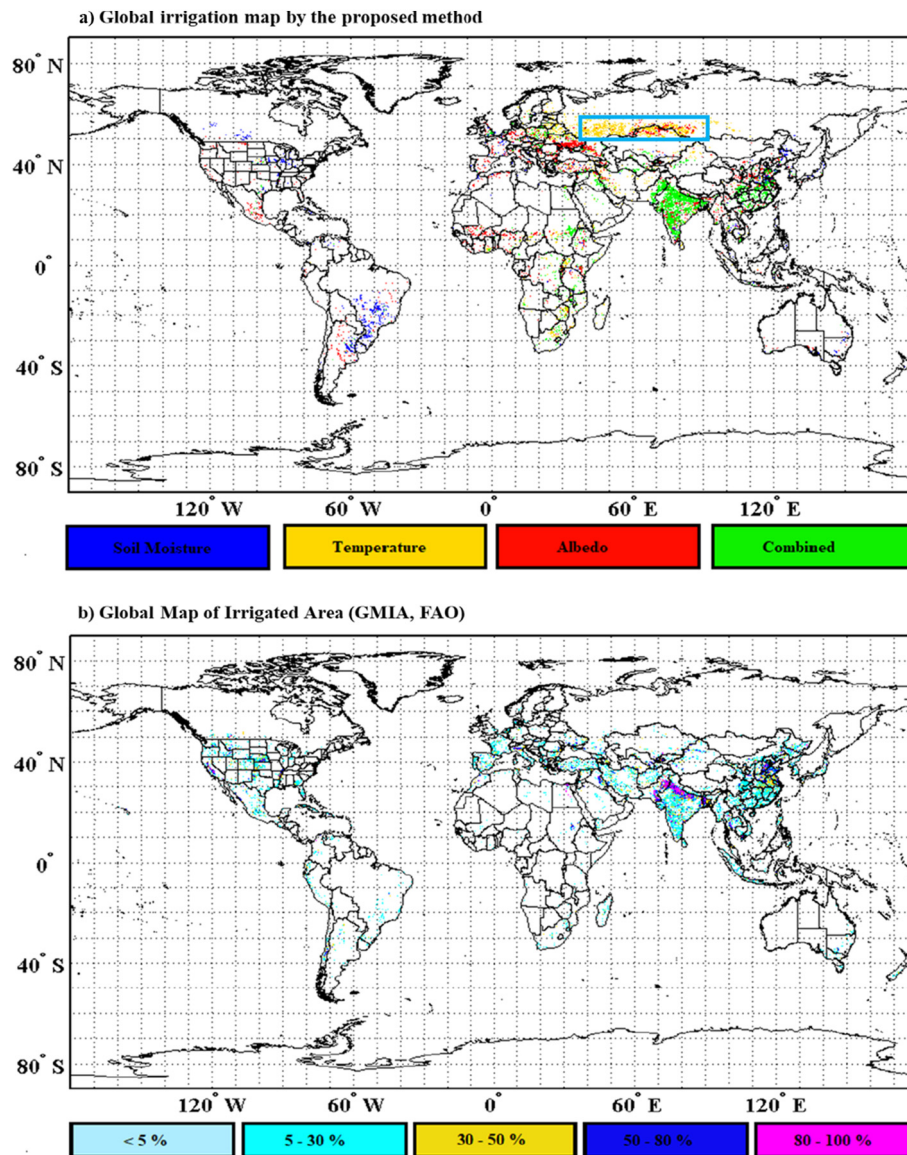 a) Global irrigation map by the proposed method
80° N
40° N
0°
40° S
80° S
120° W 60° W 0° 60° E 120° E
Soil Moisture Temperature Albedo Combined
b) Global Map of Irrigated Area (GMIA, FAO)
80° N
40° N
0°
40° S
80° S
120° W 60° W 0° 60° E 120° E
< 5 % 5 - 30 % 30 - 50 % 50 - 80 % 80 - 100 %